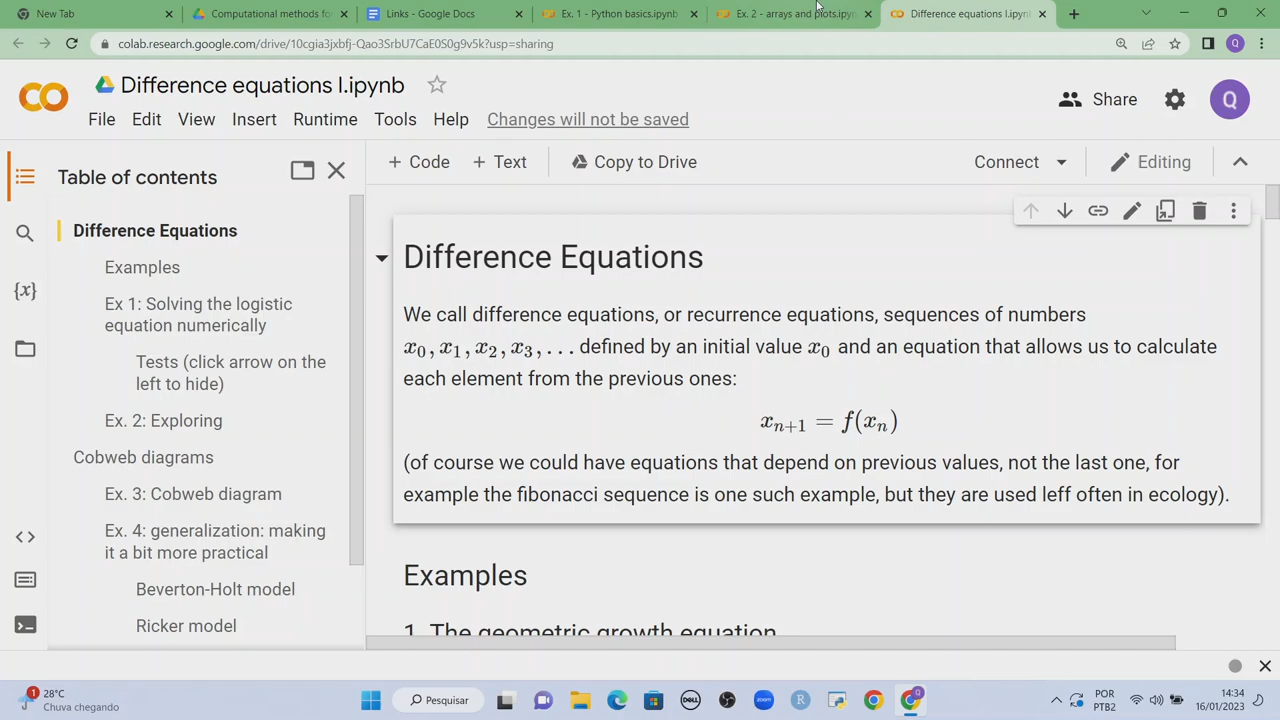 New Tab
Computational methods for
Links - Google Docs
Ex. 1 - Python basics.ipynb
Ex. 2 - arrays and plots.ipyn
Difference equations I.ipynb
colab.research.google.com/drive/10cgia3jxbfj-Qao3SrbU7CaE0S0g9v5k?usp=sharing
Q
CO
Difference equations I.ipynb
File Edit View Insert Runtime Tools Help Changes will not be saved
Share
Q
Table of contents
+ Code + Text Copy to Drive
Connect
Editing
Difference Equations
Examples
Ex 1: Solving the logistic
equation numerically
Tests (click arrow on the
left to hide)
Ex. 2: Exploring
Cobweb diagrams
Ex. 3: Cobweb diagram
Ex. 4: generalization: making
it a bit more practical
Beverton-Holt model
Ricker model
{x}
Difference Equations
We call difference equations, or recurrence equations, sequences of numbers
x₀, x₁, x₂, x₃, … defined by an initial value x₀ and an equation that allows us to calculate
each element from the previous ones:
xₙ₊₁ = f(xₙ)
(of course we could have equations that depend on previous values, not the last one, for
example the fibonacci sequence is one such example, but they are used leff often in ecology).
Examples
1. The geometric growth equation
1
28°C
Chuva chegando
Pesquisar
DELL
zoom
R
Q
POR
PTB2
14:34
16/01/2023